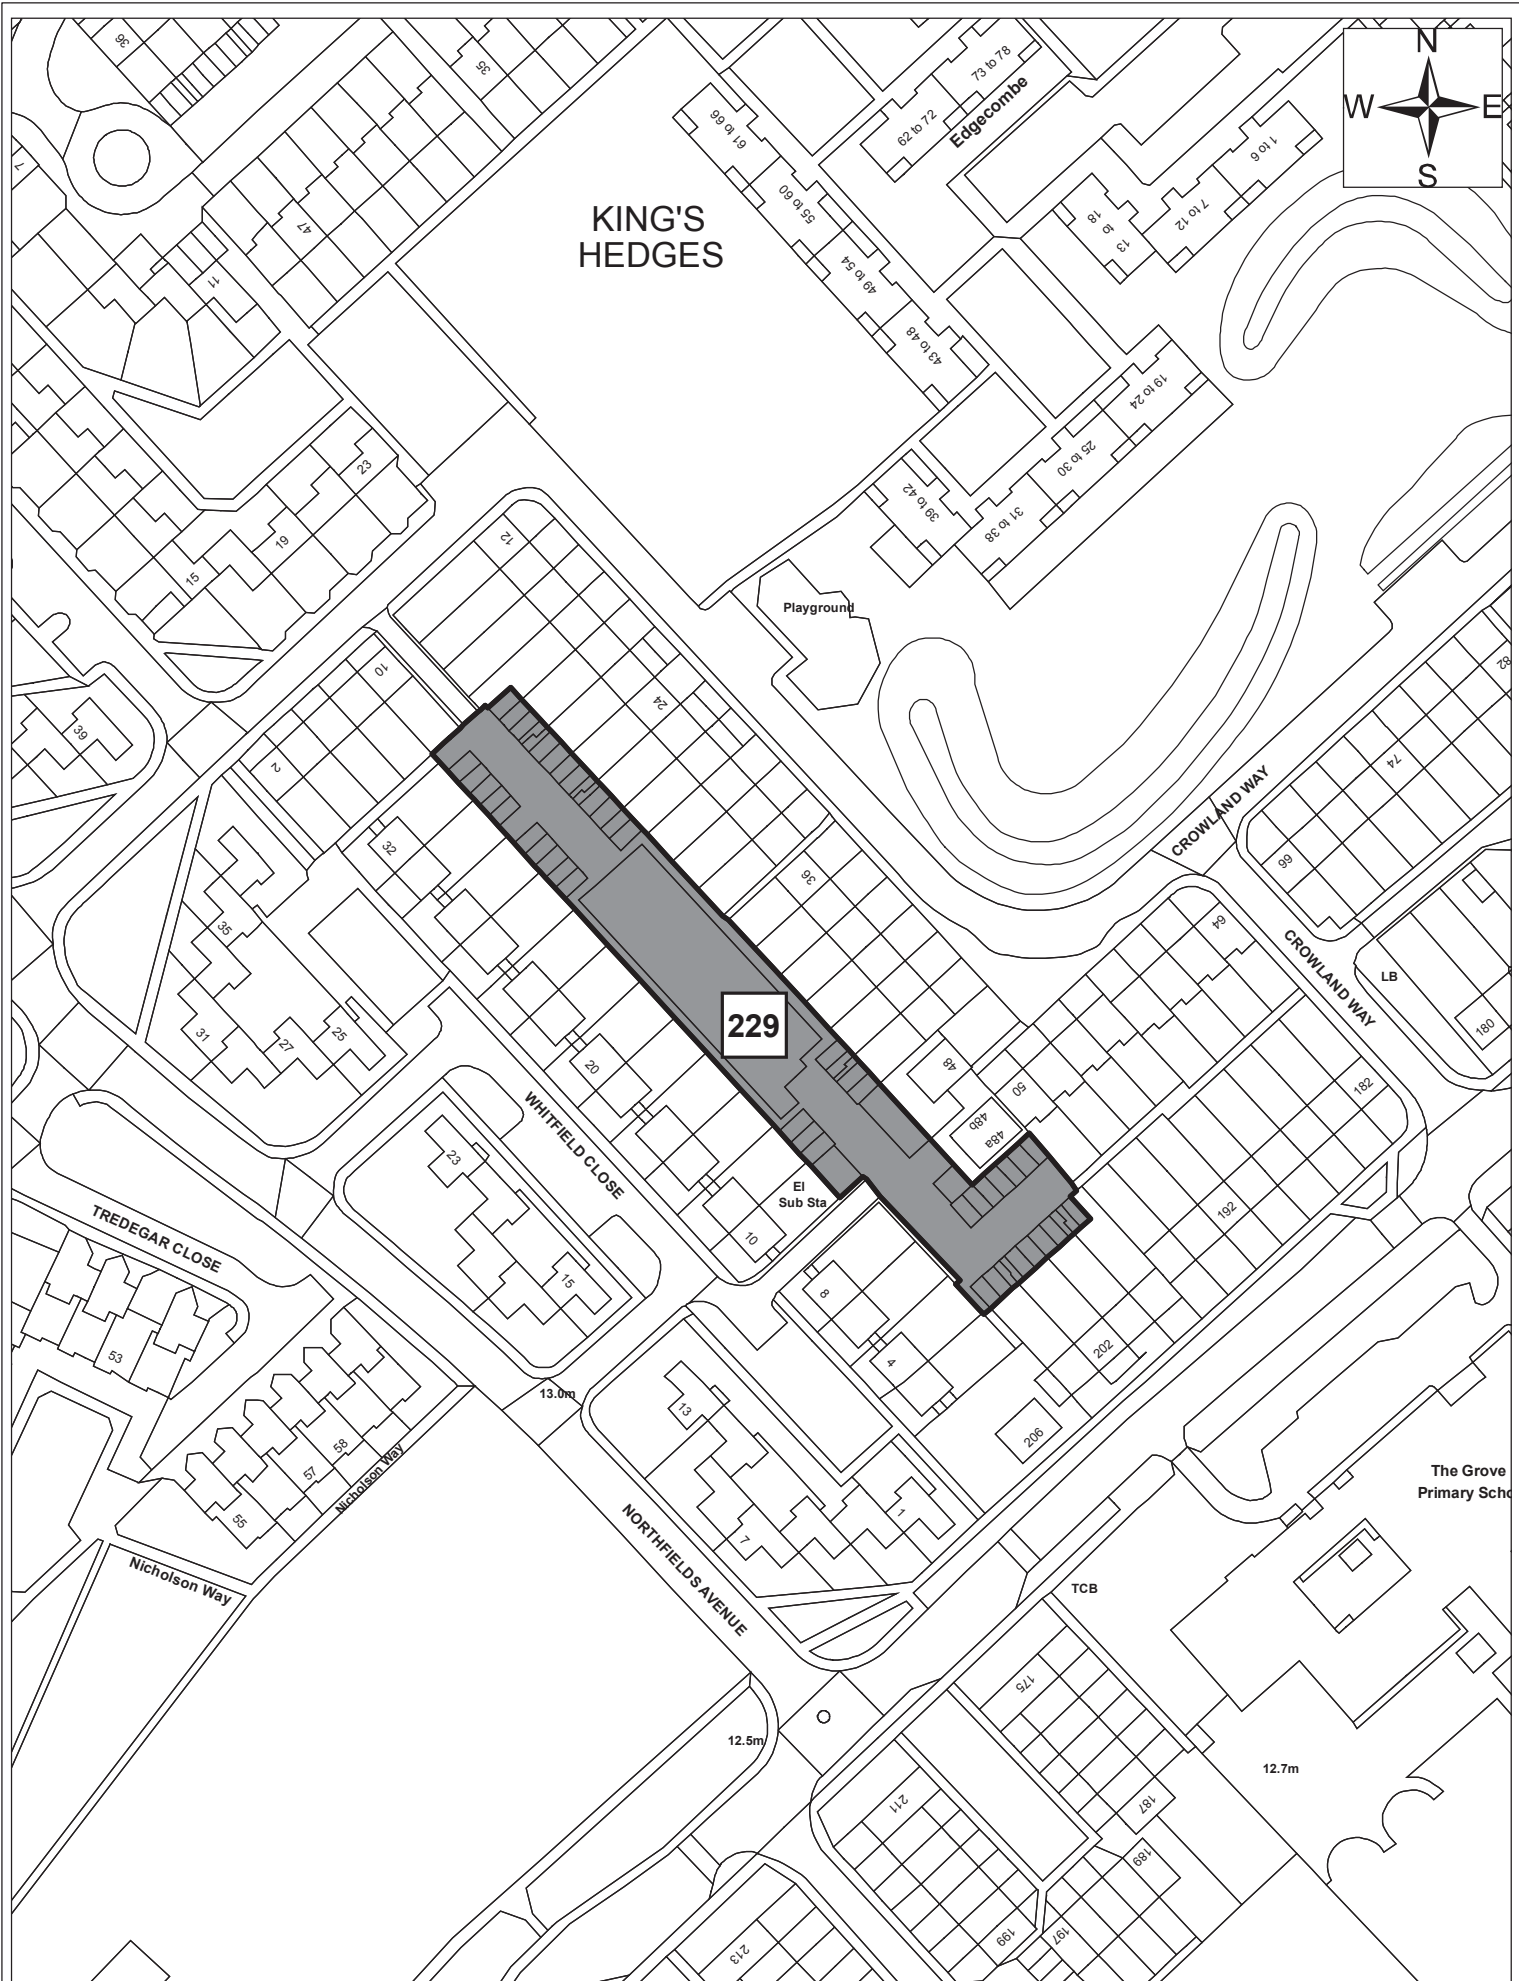 N
W E
S
36
35
73 to 78
62 to 72
Edgecombe
61 to 66
1 to 6
7
55 to 60
18
to
13
7 to 12
47
KING'S
HEDGES
11
49 to 54
43 to 48
19 to 24
23
25 to 30
39 to 42
31 to 38
12
19
15
Playground
10
24
82
39
2
74
CROWLAND WAY
32
36
66
35
64
CROWLAND WAY
LB
229
180
31
27
25
20
48
50
182
48b
48a
WHITFIELD CLOSE
23
El
Sub Sta
10
192
TREDEGAR CLOSE
15
8
53
4
202
13.0m
13
206
58
57
Nicholson Way
55
The Grove
Primary Scho
1
7
NORTHFIELDS AVENUE
Nicholson Way
TCB
175
12.5m
12.7m
211
187
189
199
197
213